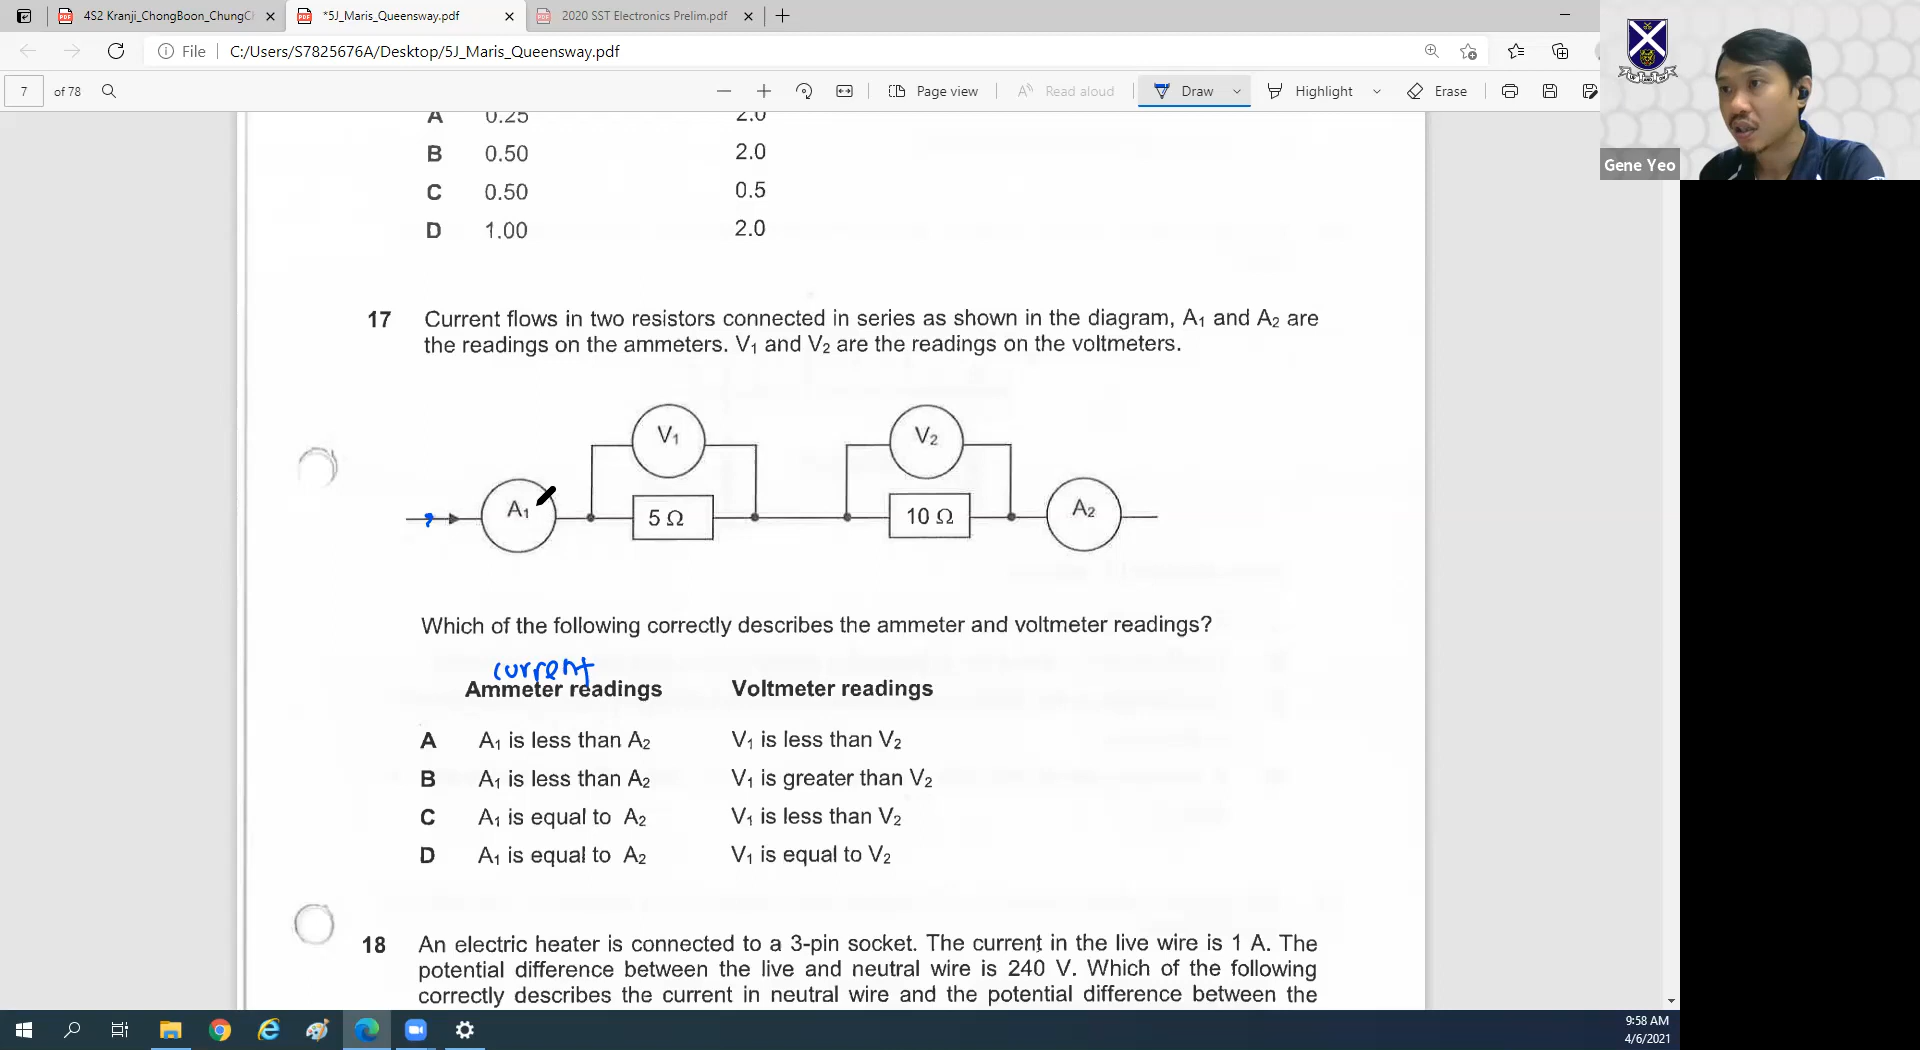 4S2 Kranji_ChongBoon_ChungC
*5J_Maris_Queensway.pdf
2020 SST Electronics Prelim.pdf
File
C:/Users/S7825676A/Desktop/5J_Maris_Queensway.pdf
7 of 78
Page view
Read aloud
Draw
Highlight
Erase
Gene Yeo
A 0.25 2.0
B 0.50 2.0
C 0.50 0.5
D 1.00 2.0
17 Current flows in two resistors connected in series as shown in the diagram, A₁ and A₂ are
the readings on the ammeters. V₁ and V₂ are the readings on the voltmeters.
V₁
V₂
A₁
5 Ω
10 Ω
A₂
Which of the following correctly describes the ammeter and voltmeter readings?
current
Ammeter readings Voltmeter readings
A A₁ is less than A₂ V₁ is less than V₂
B A₁ is less than A₂ V₁ is greater than V₂
C A₁ is equal to A₂ V₁ is less than V₂
D A₁ is equal to A₂ V₁ is equal to V₂
18 An electric heater is connected to a 3-pin socket. The current in the live wire is 1 A. The
potential difference between the live and neutral wire is 240 V. Which of the following
correctly describes the current in neutral wire and the potential difference between the
9:58 AM
4/6/2021